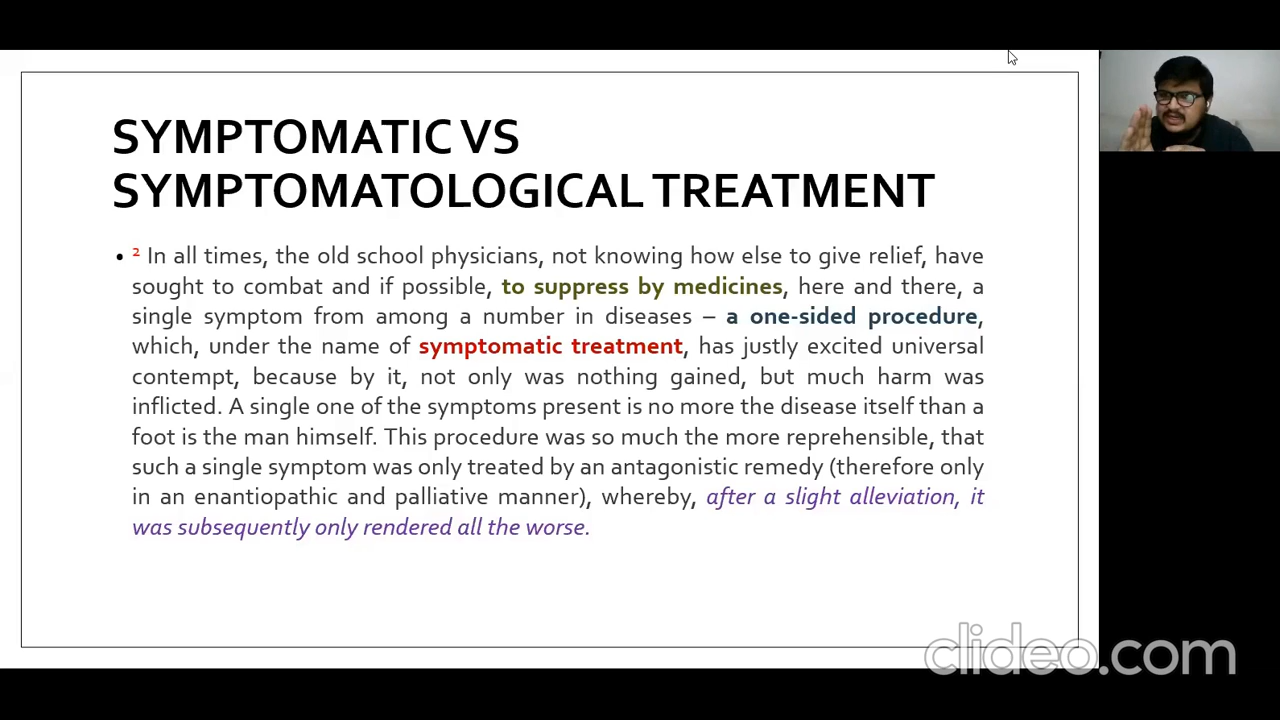 SYMPTOMATIC VS
SYMPTOMATOLOGICAL TREATMENT
• ² In all times, the old school physicians, not knowing how else to give relief, have
sought to combat and if possible, to suppress by medicines, here and there, a
single symptom from among a number in diseases – a one-sided procedure,
which, under the name of symptomatic treatment, has justly excited universal
contempt, because by it, not only was nothing gained, but much harm was
inflicted. A single one of the symptoms present is no more the disease itself than a
foot is the man himself. This procedure was so much the more reprehensible, that
such a single symptom was only treated by an antagonistic remedy (therefore only
in an enantiopathic and palliative manner), whereby, after a slight alleviation, it
was subsequently only rendered all the worse.
clideo.com